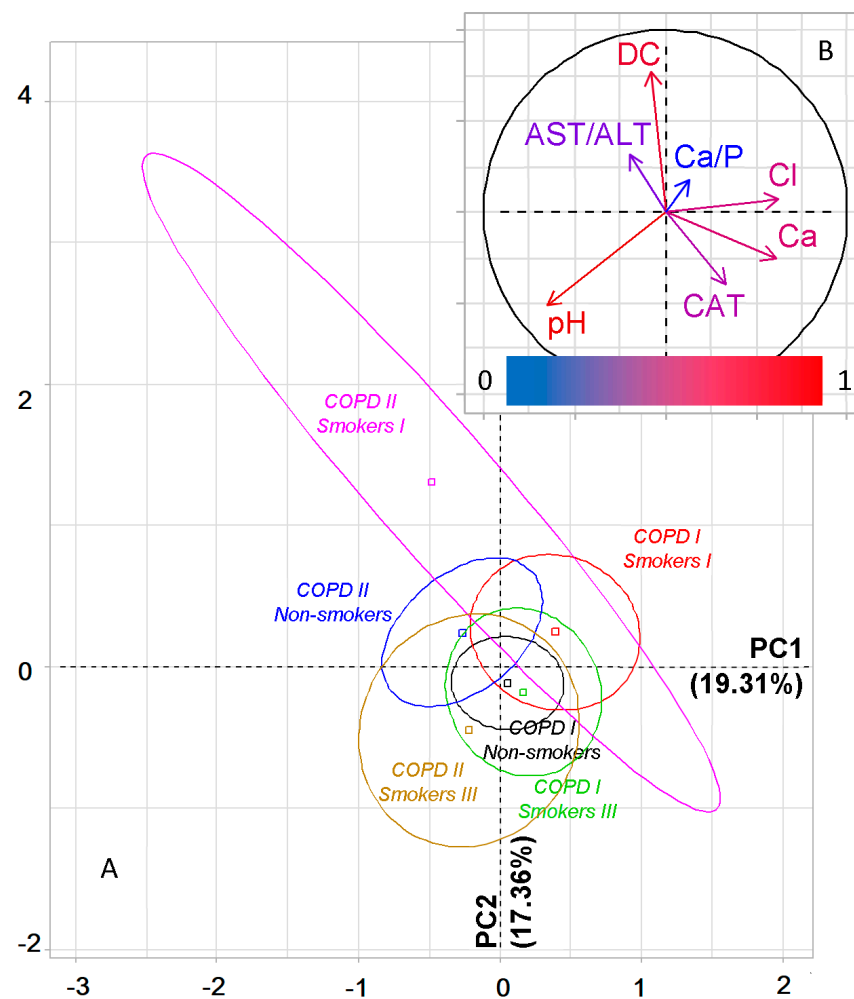 B
DC
AST/ALT
Ca/P
Cl
Ca
CAT
pH
0
1
4
2
0
-2
COPD II
Smokers I
COPD I
Smokers I
COPD II
Non-smokers
PC1
(19.31%)
COPD I
Non-smokers
COPD II
Smokers III
COPD I
Smokers III
A
PC2
(17.36%)
-3
-2
-1
0
1
2